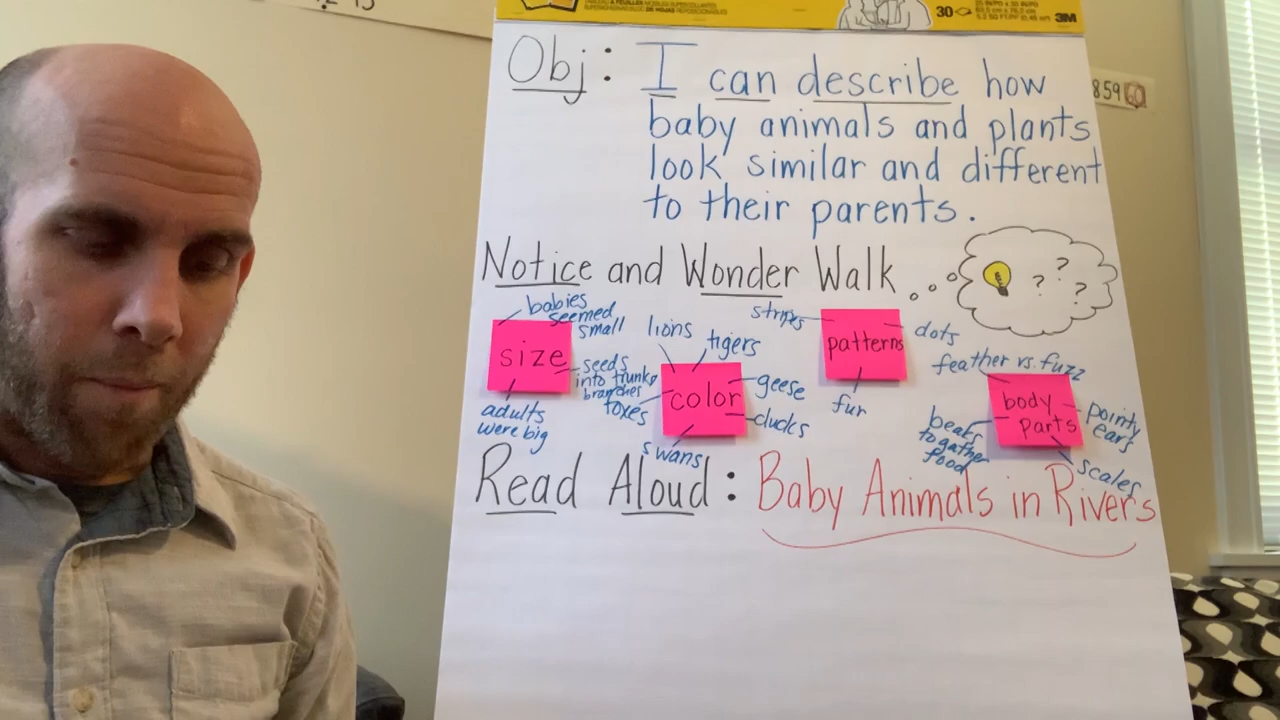 30
3M
859 60
Obj: I can describe how
baby animals and plants
look similar and different
to their parents.
Notice and Wonder Walk
? ? ?
babies
seemed
small
size
seeds
into trunks
branches
adults
were big
lions
tigers
color
geese
foxes
clucks
swans
stripes
patterns
dots
fur
feather vs. fuzz
body
parts
pointy
ears
beaks
to gather
food
scales
Read Aloud: Baby Animals in Rivers